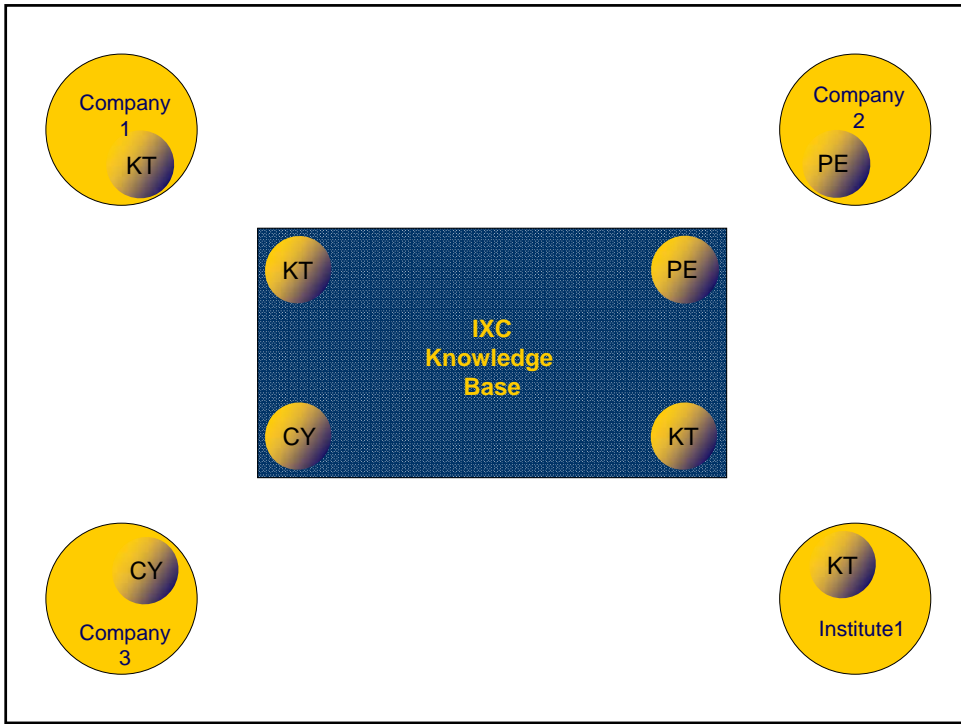 Company
1
KT
Company
2
PE
KT
PE
IXC
Knowledge
Base
CY
KT
CY
Company
3
KT
Institute1